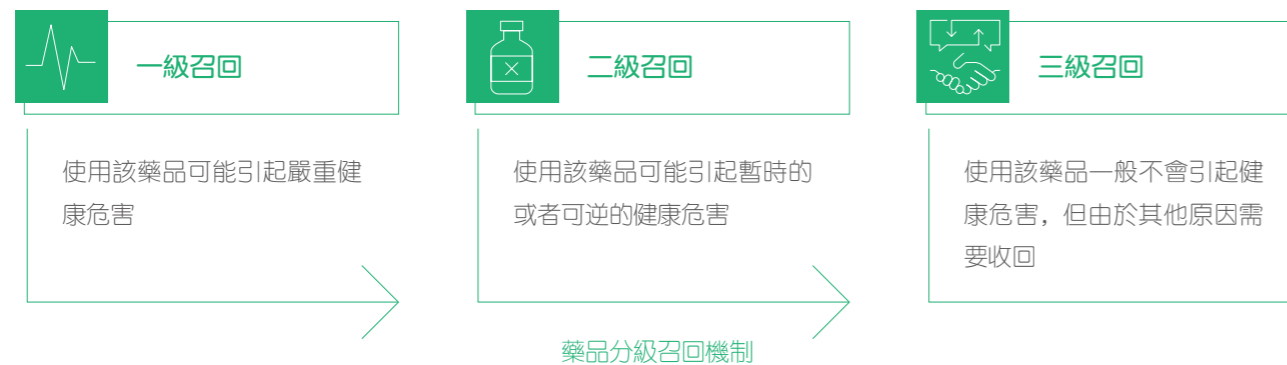 一級召回
使用該藥品可能引起嚴重健
康危害
二級召回
使用該藥品可能引起暫時的
或者可逆的健康危害
三級召回
使用該藥品一般不會引起健
康危害，但由於其他原因需
要收回
藥品分級召回機制